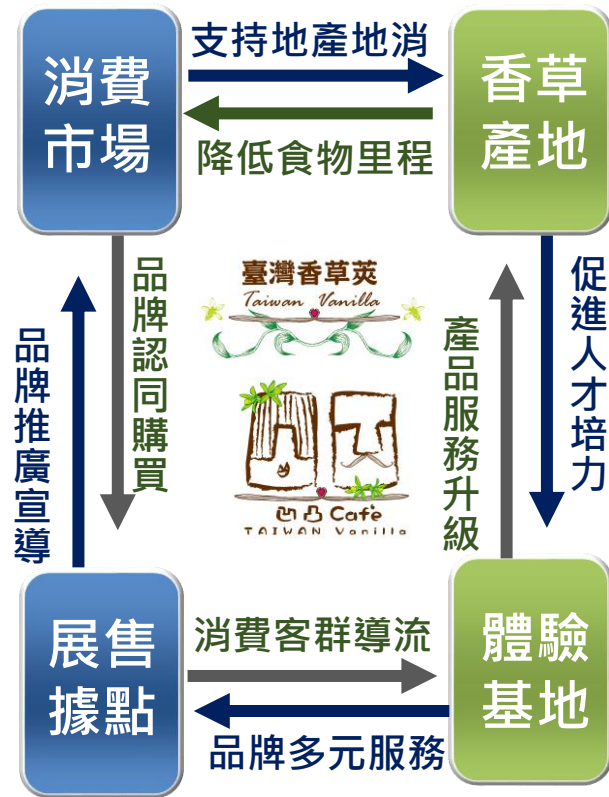 消費
市場
支持地產地消
降低食物里程
香草
產地
品牌推廣宣導
品牌認同購買
臺灣香草莢
Taiwan Vanilla
凹凸 Cafe
TAIWAN Vanilla
產品服務升級
促進人才培力
展售
據點
消費客群導流
品牌多元服務
體驗
基地